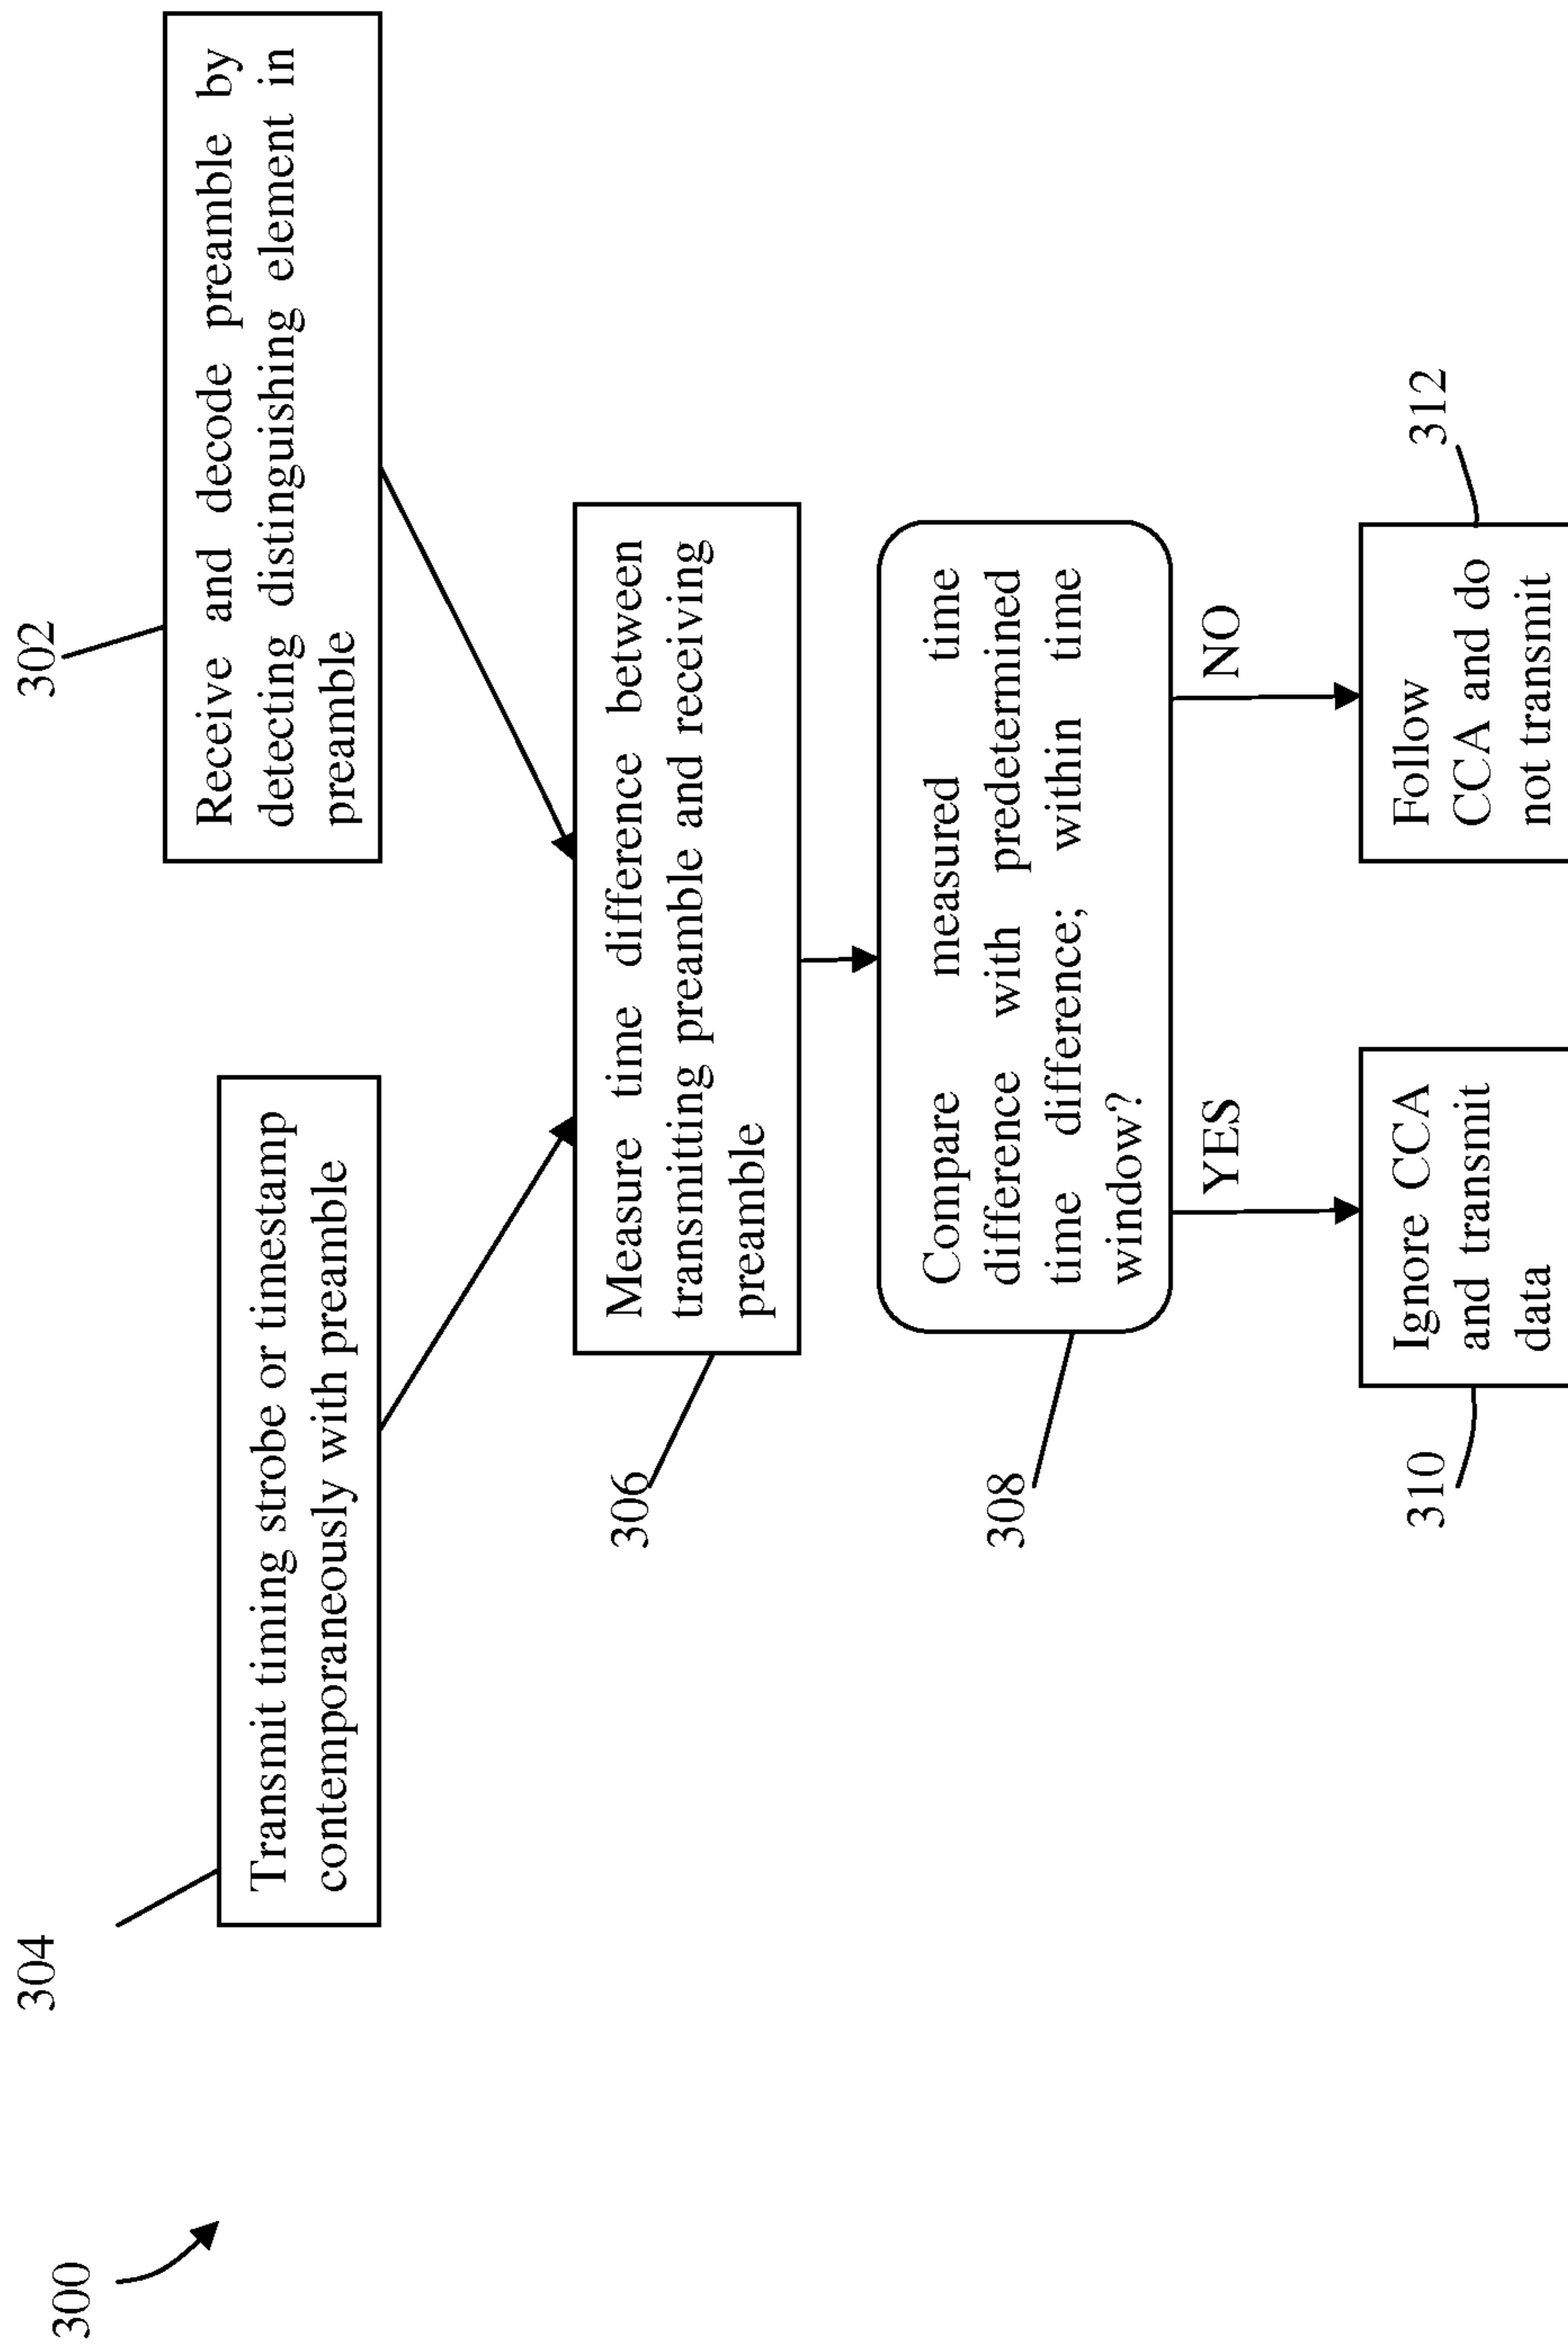 300
304
Transmit timing strobe or timestamp
contemporaneously with preamble
302
Receive and decode preamble by
detecting distinguishing element in
preamble
306
Measure time difference between
transmitting preamble and receiving
preamble
308
Compare measured time
difference with predetermined
time difference; within time
window?
YES
NO
310
Ignore CCA
and transmit
data
312
Follow
CCA and do
not transmit